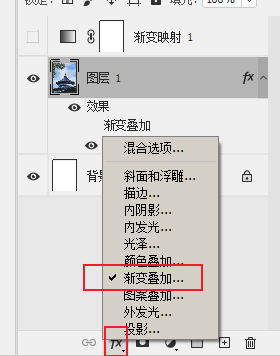 锁定:
填充: 100%
渐变映射 1
图层 1
fx
效果
渐变叠加
混合选项...
背
斜面和浮雕...
描边...
内阴影...
内发光...
光泽...
颜色叠加...
渐变叠加...
图案叠加...
外发光...
投影...
fx